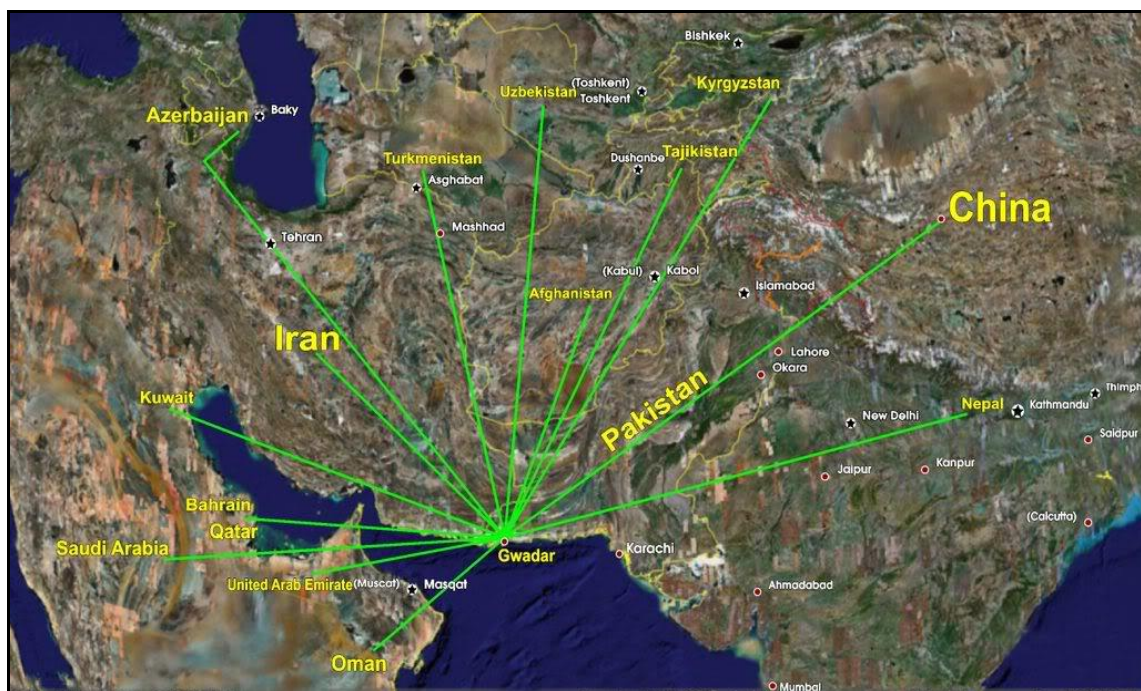 Bishkek
Uzbekistan
(Toshkent)
Toshkent
Kyrgyzstan
Azerbaijan
Baky
Turkmenistan
Dushanbe
Tajikistan
Asghabat
China
Mashhad
Tehran
(Kabul)
Kabol
Afghanistan
Islamabad
Iran
Lahore
Okara
Pakistan
Kuwait
Nepal
Kathmandu
Thimph
New Delhi
Saidpur
Jaipur
Kanpur
Bahrain
Qatar
(Calcutta)
Saudi Arabia
Gwadar
Karachi
United Arab Emirate
(Muscat)
Masqat
Ahmadabad
Oman
Mumbai